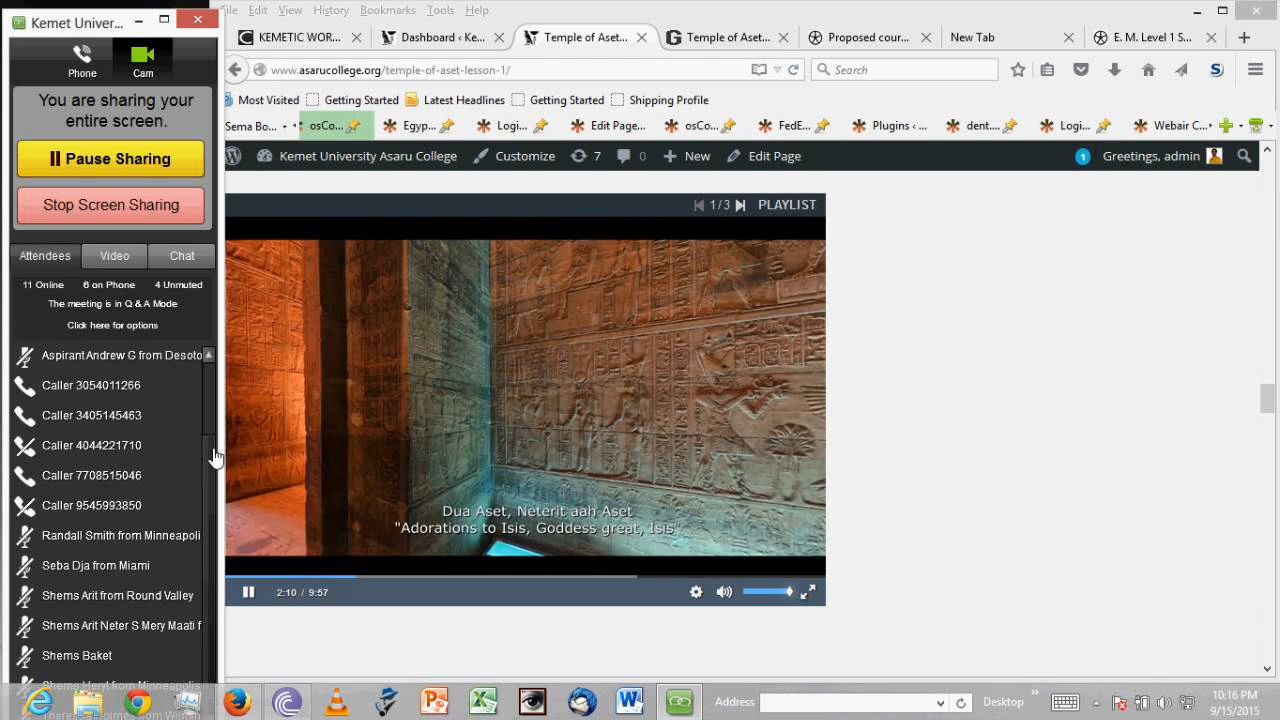 Kemet Univer...
Phone
Cam
You are sharing your
entire screen.
Pause Sharing
Stop Screen Sharing
Attendees
Video
Chat
11 Online
6 on Phone
4 Unmuted
The meeting is in Q & A Mode
Click here for options
Aspirant Andrew G from Desoto
Caller 3054011266
Caller 3405145463
Caller 4044221710
Caller 7708515046
Caller 9545993850
Randall Smith from Minneapoli
Seba Dja from Miami
Shems Arit from Round Valley
Shems Arit Neter S Mery Maati f
Shems Baket
Shems Heryt from Minneapolis
File Edit View History Bookmarks Tools Help
KEMETIC WOR...
Dashboard ‹ Ke...
Temple of Aset...
Temple of Aset...
Proposed cour...
New Tab
E. M. Level 1 S...
www.asarucollege.org/temple-of-aset-lesson-1/
Search
Most Visited
Getting Started
Latest Headlines
Getting Started
Shipping Profile
Sema Bo...
osCo...
Egyp...
Logi...
Edit Page...
osCo...
FedE...
Plugins ‹ ...
dent....
Logi...
Webair C...
Kemet University Asaru College
Customize
7
0
New
Edit Page
1
Greetings, admin
1/3
PLAYLIST
Dua Aset, Neterit aah Aset
"Adorations to Isis, Goddess great, Isis"
2:10 / 9:57
Address
Desktop
10:16 PM
9/15/2015